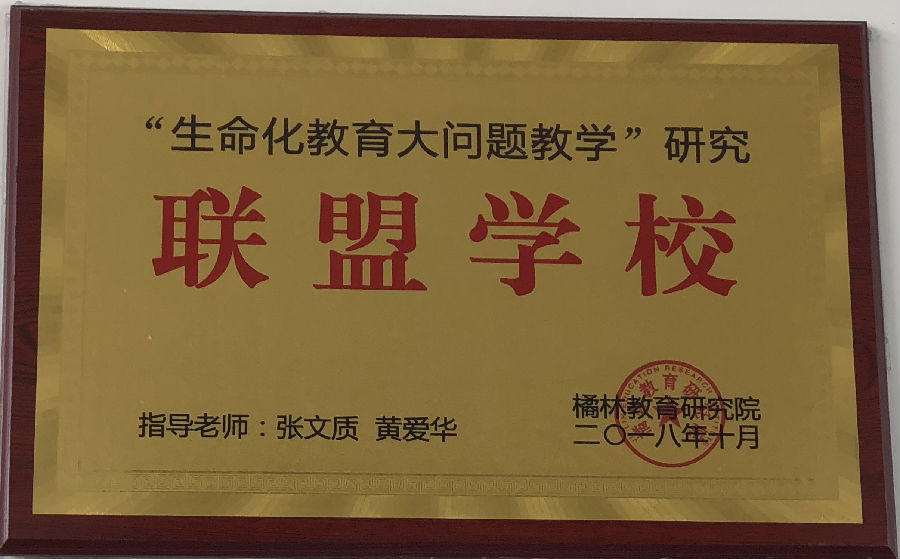 “生命化教育大问题教学”研究
联盟学校
指导老师：张文质 黄爱华
橘林教育研究院
二〇一八年十月